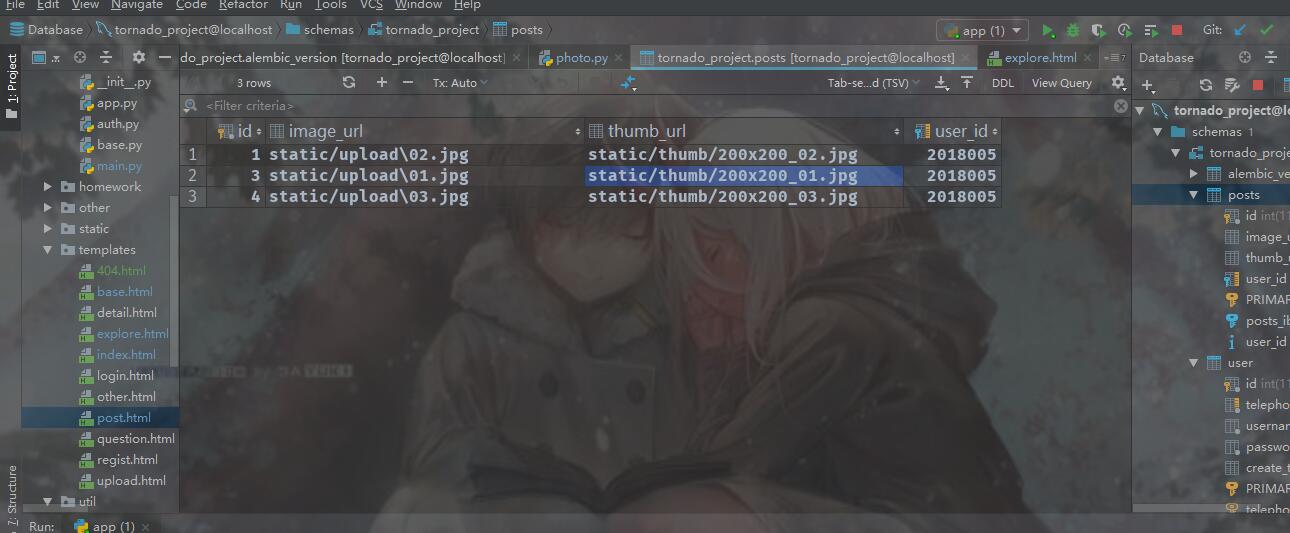 File Edit View Navigate Code Refactor Run Tools VCS Window Help
Database tornado_project@localhost schemas tornado_project posts app (1) Git:
1: Project do_project.alembic_version [tornado_project@localhost] photo.py tornado_project.posts [tornado_project@localhost] explore.html Database
3 rows Tx: Auto Tab-se...d (TSV) DDL View Query
<Filter criteria>
id image_url thumb_url user_id
1 1 static/upload\02.jpg static/thumb/200x200_02.jpg 2018005
2 3 static/upload\01.jpg static/thumb/200x200_01.jpg 2018005
3 4 static/upload\03.jpg static/thumb/200x200_03.jpg 2018005
__init__.py
app.py
auth.py
base.py
main.py
homework
other
static
templates
404.html
base.html
detail.html
explore.html
index.html
login.html
other.html
post.html
question.html
regist.html
upload.html
util
7: Structure
Run: app (1)
tornado_project@l
schemas 1
tornado_proje
alembic_ve
posts
id int(11
image_u
thumb_u
user_id
PRIMAR
posts_ib
user_id
user
id int(11
telepho
usernam
passwo
create_t
PRIMAR
telepho